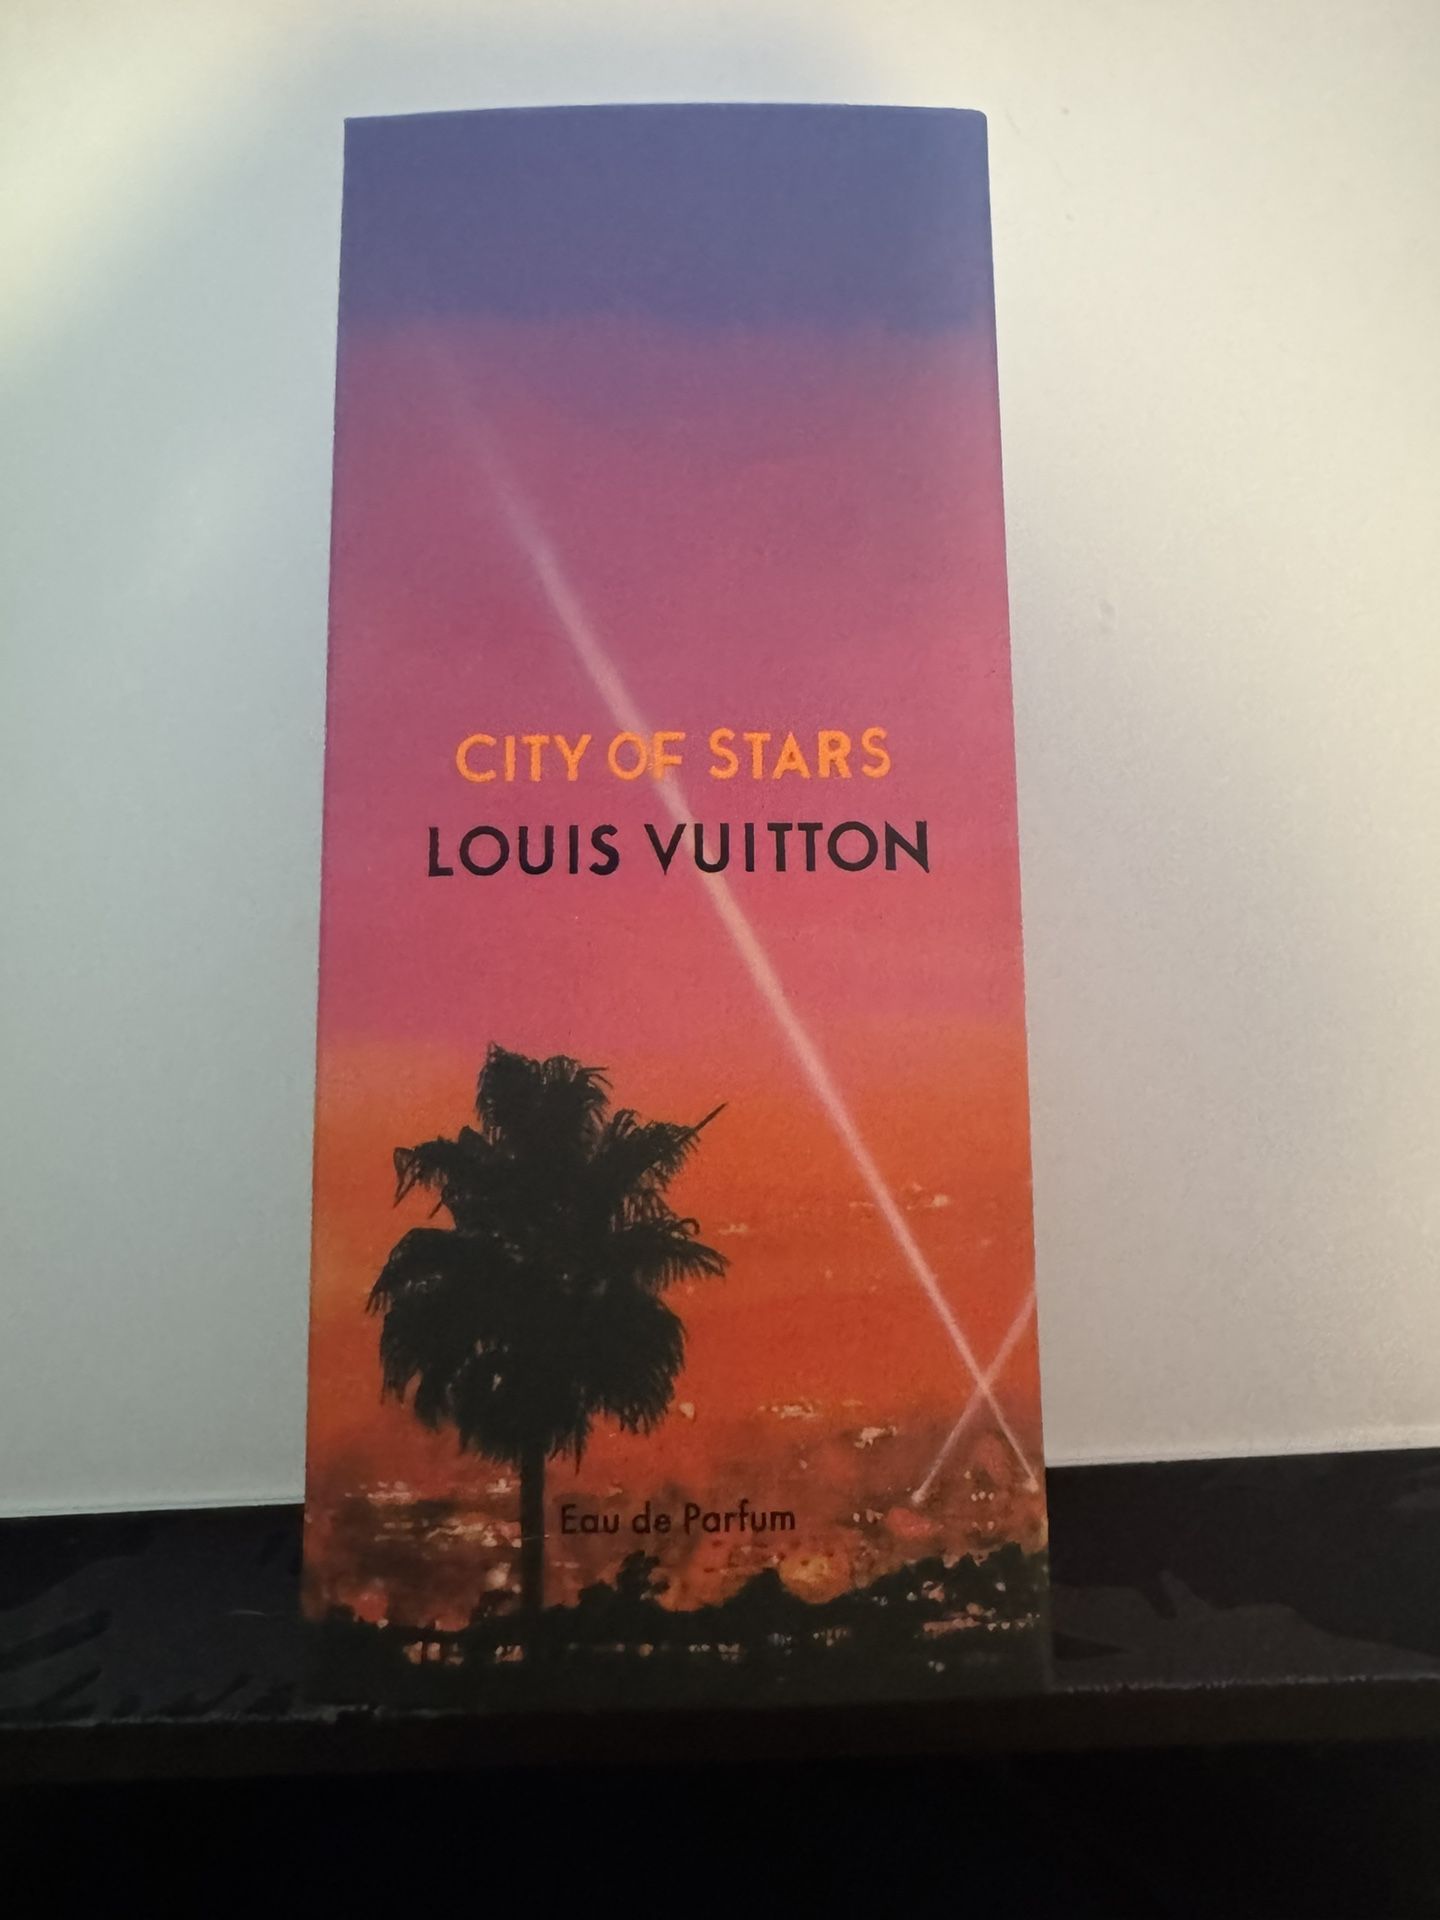 CITY OF STARS
LOUIS VUITTON
Eau de Parfum